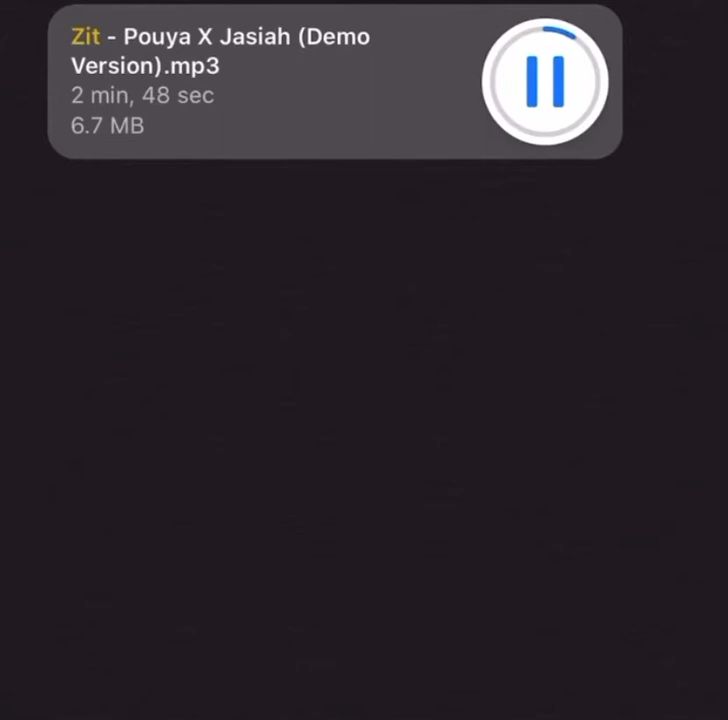 Zit - Pouya X Jasiah (Demo
Version).mp3
2 min, 48 sec
6.7 MB